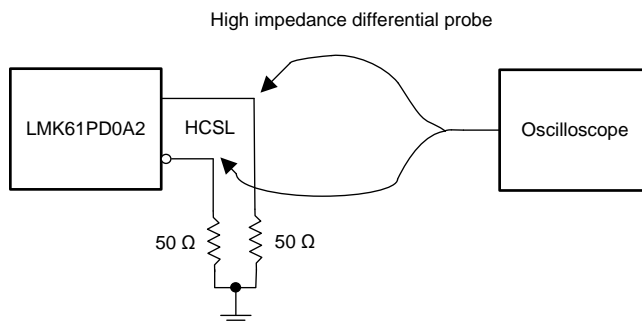 High impedance differential probe
LMK61PD0A2
HCSL
Oscilloscope
50 Ω
50 Ω